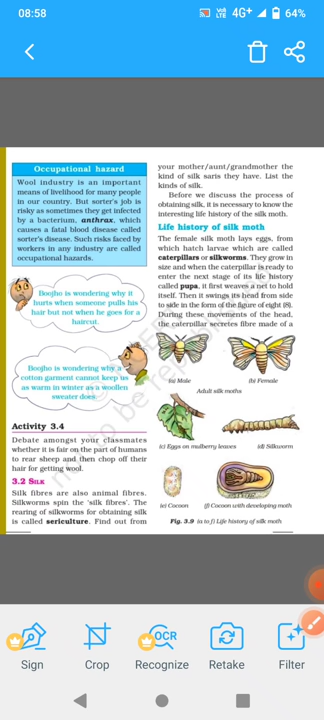 08:58
4G+
64%
Occupational hazard
Wool industry is an important
means of livelihood for many people
in our country. But sorter's job is
risky as sometimes they get infected
by a bacterium, anthrax, which
causes a fatal blood disease called
sorter's disease. Such risks faced by
workers in any industry are called
occupational hazards.
Boojho is wondering why it
hurts when someone pulls his
hair but not when he goes for a
haircut.
Boojho is wondering why a
cotton garment cannot keep us
as warm in winter as a woollen
sweater does.
Activity 3.4
Debate amongst your classmates
whether it is fair on the part of humans
to rear sheep and then chop off their
hair for getting wool.
3.2 SILK
Silk fibres are also animal fibres.
Silkworms spin the 'silk fibres'. The
rearing of silkworms for obtaining silk
is called sericulture. Find out from
your mother/aunt/grandmother the
kind of silk saris they have. List the
kinds of silk.
Before we discuss the process of
obtaining silk, it is necessary to know the
interesting life history of the silk moth.
Life history of silk moth
The female silk moth lays eggs, from
which hatch larvae which are called
caterpillars or silkworms. They grow in
size and when the caterpillar is ready to
enter the next stage of its life history
called pupa, it first weaves a net to hold
itself. Then it swings its head from side
to side in the form of the figure of eight (8).
During these movements of the head,
the caterpillar secretes fibre made of a
(a) Male
(b) Female
Adult silk moths
(c) Eggs on mulberry leaves
(d) Silkworm
(e) Cocoon
(f) Cocoon with developing moth
Fig. 3.9 (a to f) Life history of silk moth
Sign
Crop
OCR
Recognize
Retake
Filter